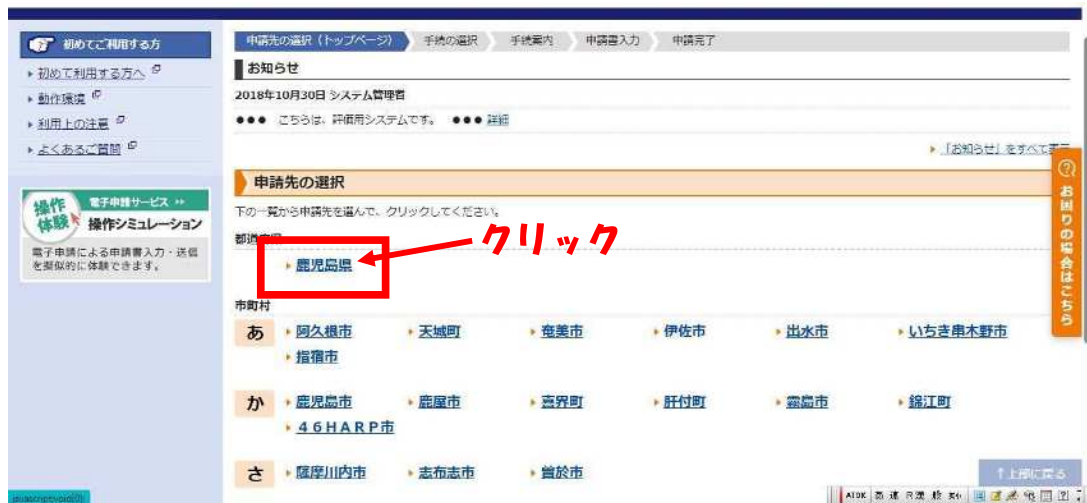 初めてご利用する方
初めて利用する方へ
動作環境
利用上の注意
よくあるご質問
操作体験
電子申請サービス
操作シミュレーション
電子申請による申請書入力・送信
を擬似的に体験できます。
申請先の選択（トップページ） 手続の選択 手続案内 申請書入力 申請完了
お知らせ
2018年10月30日 システム管理者
●●● こちらは、評価用システムです。 ●●● 詳細
「お知らせ」をすべて表示
申請先の選択
下の一覧から申請先を選んで、クリックしてください。
クリック
鹿児島県
市町村
あ 阿久根市 天城町 奄美市 伊佐市 出水市 いちき串木野市
指宿市
か 鹿児島市 鹿屋市 喜界町 肝付町 霧島市 錦江町
４６ＨＡＲＰ市
さ 薩摩川内市 志布志市 曽於市
お困りの場合はこちら
↑上部に戻る
javascript:void(0)